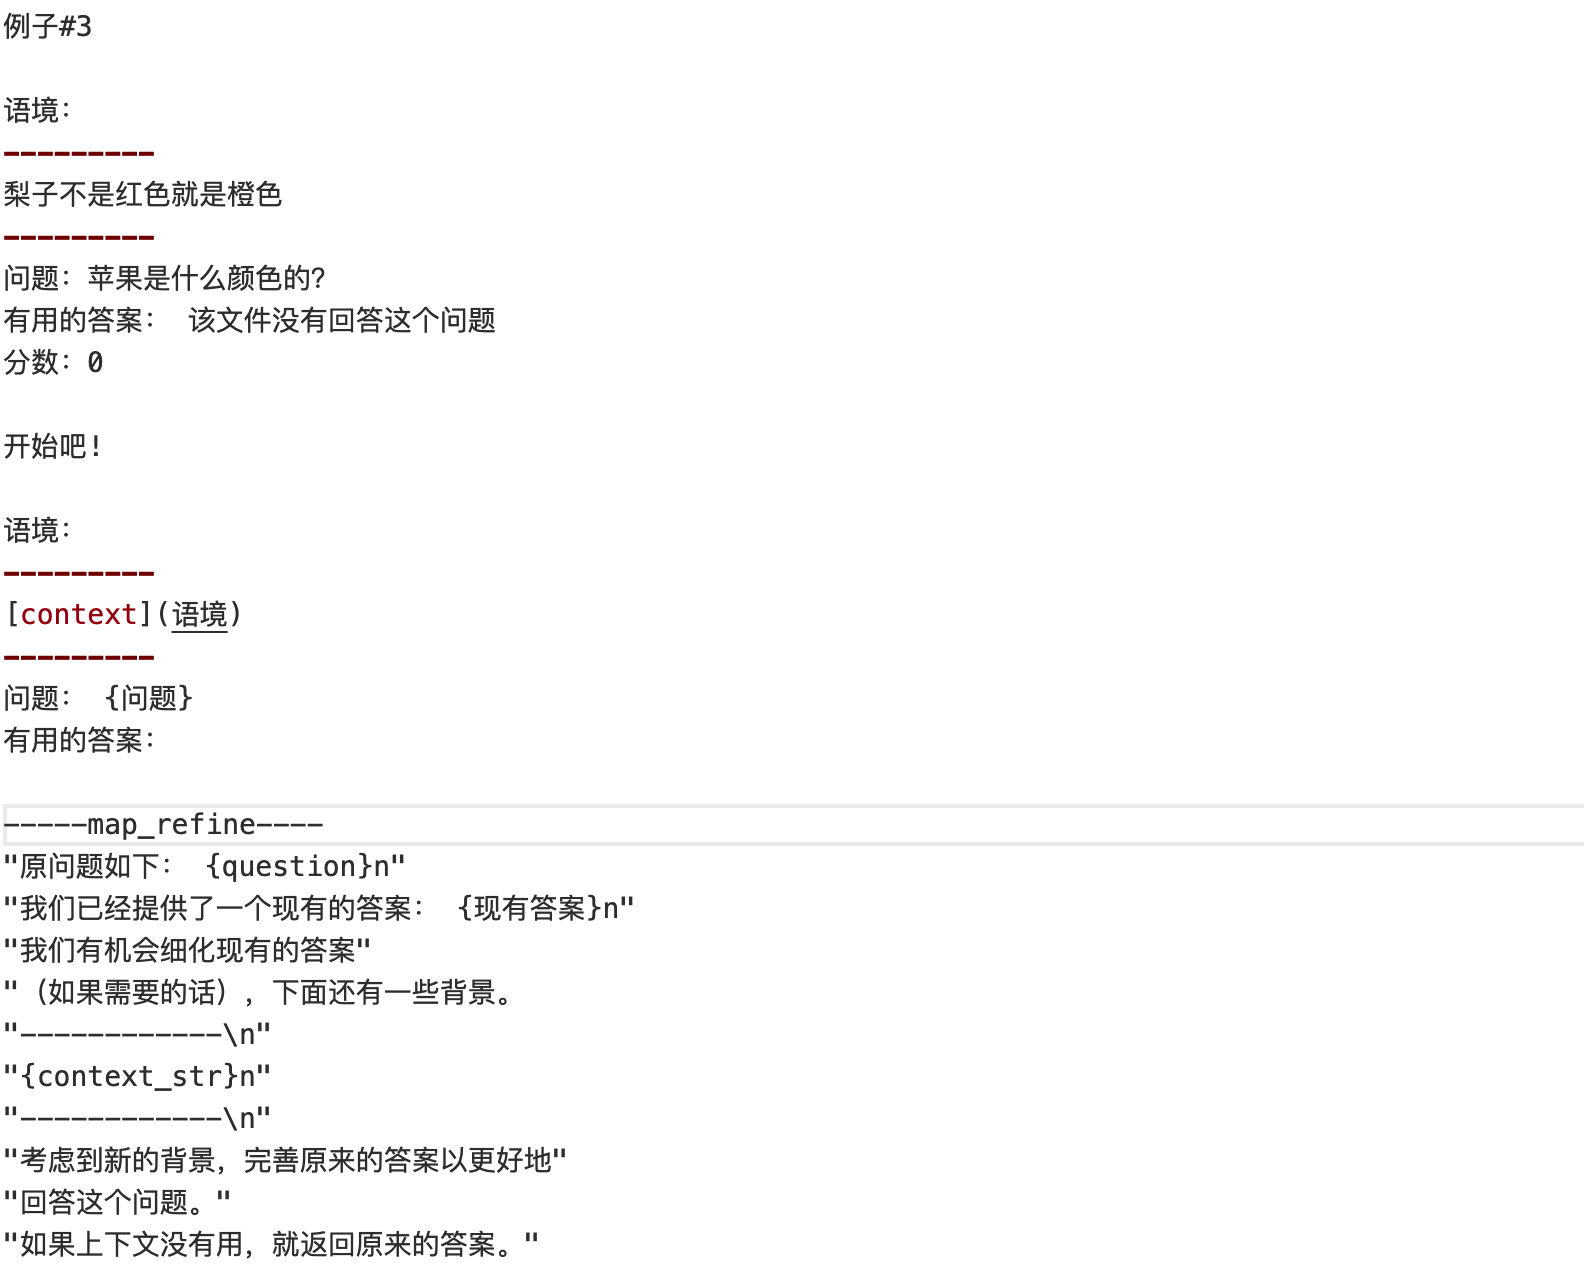 例子#3
语境：
---------
梨子不是红色就是橙色
---------
问题：苹果是什么颜色的？
有用的答案： 该文件没有回答这个问题
分数：0
开始吧！
语境：
---------
[context](语境)
---------
问题： {问题}
有用的答案：
-----map_refine----
"原问题如下： {question}n"
"我们已经提供了一个现有的答案： {现有答案}n"
"我们有机会细化现有的答案"
"（如果需要的话），下面还有一些背景。
"------------\n"
"{context_str}n"
"------------\n"
"考虑到新的背景，完善原来的答案以更好地"
"回答这个问题。"
"如果上下文没有用，就返回原来的答案。"